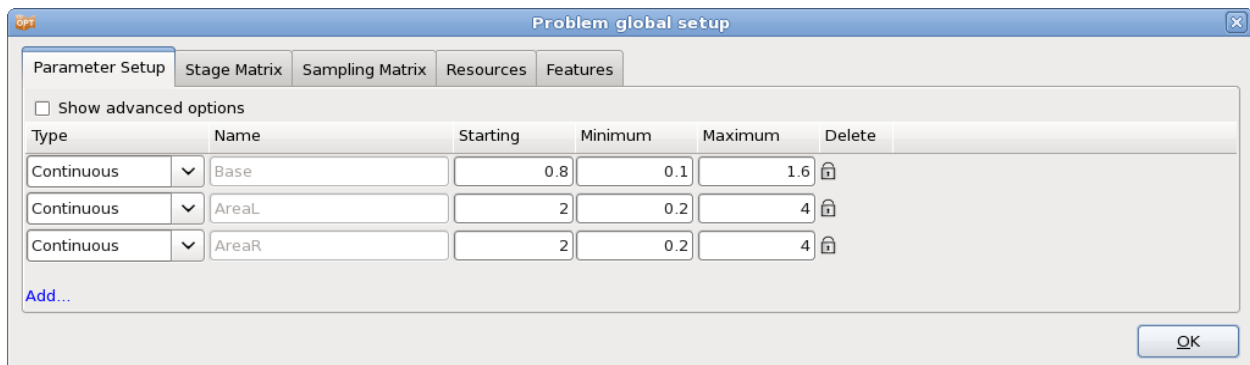 OPT Problem global setup
Parameter Setup Stage Matrix Sampling Matrix Resources Features
Show advanced options
Type Name Starting Minimum Maximum Delete
Continuous Base 0.8 0.1 1.6
Continuous AreaL 2 0.2 4
Continuous AreaR 2 0.2 4
Add...
OK